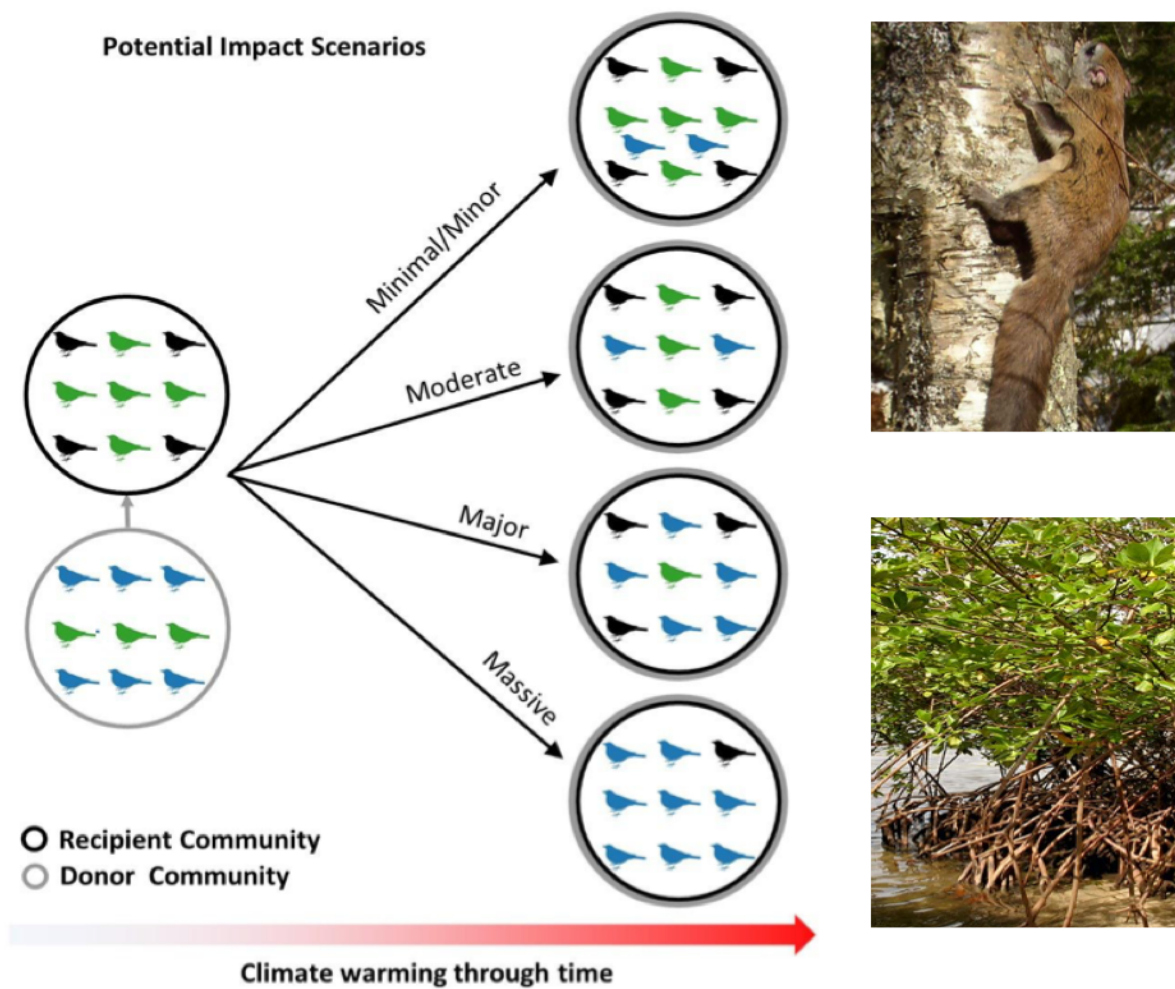 Potential Impact Scenarios
Minimal/Minor
Moderate
Major
Massive
Recipient Community
Donor Community
Climate warming through time